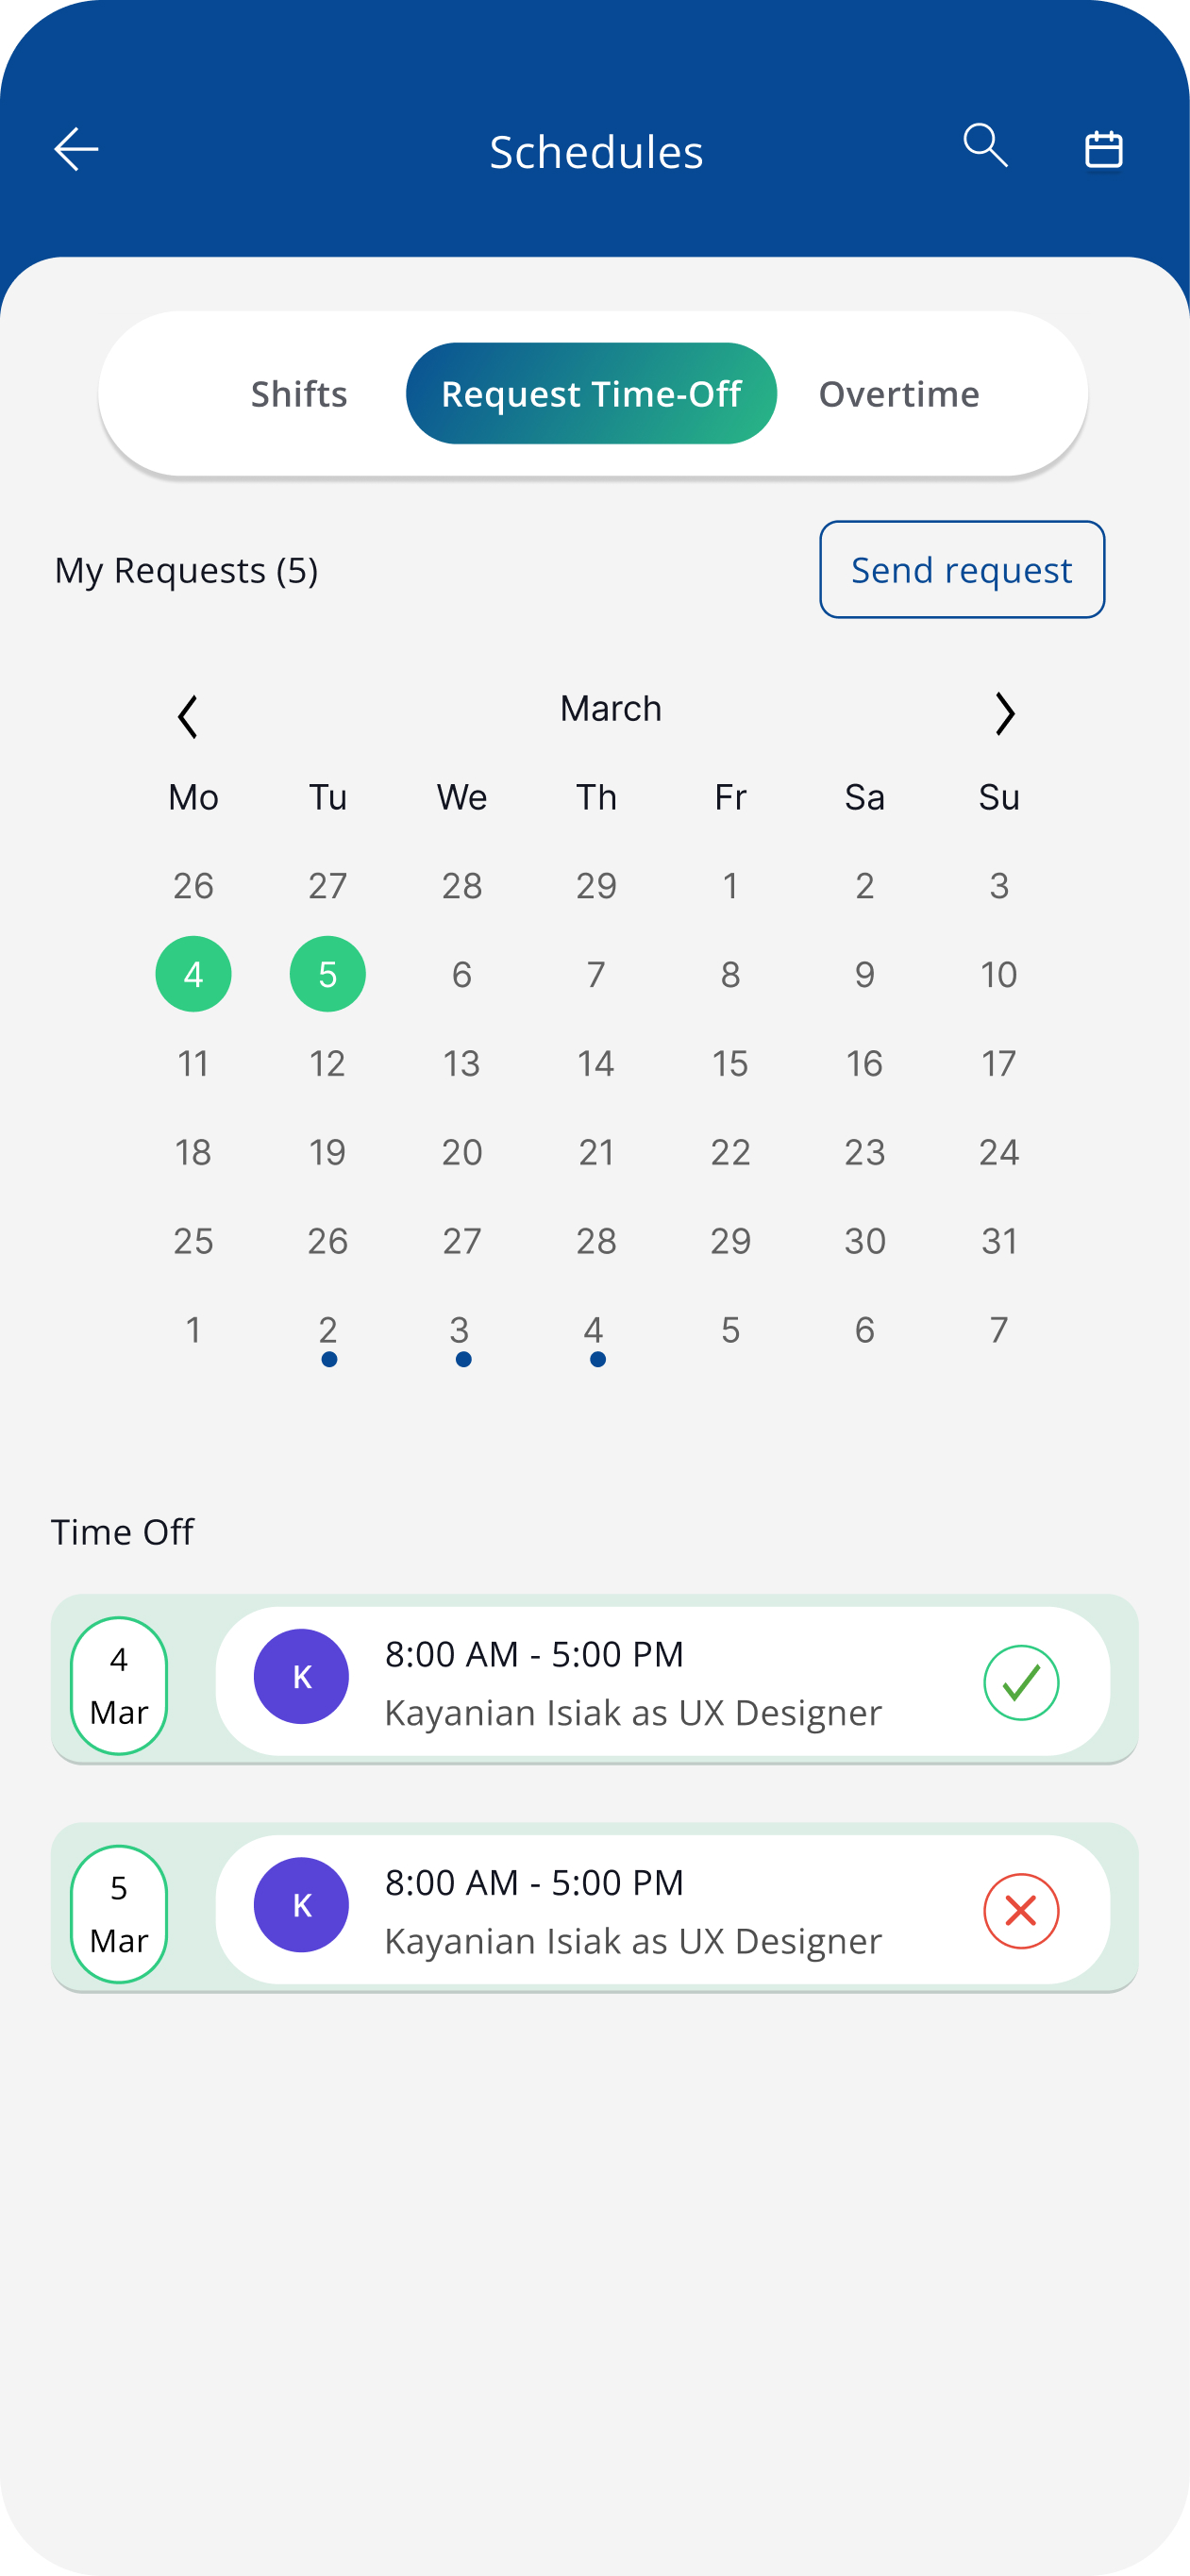 Schedules
Shifts Request Time-Off Overtime
My Requests (5) Send request
March
Mo Tu We Th Fr Sa Su
26 27 28 29 1 2 3
4 5 6 7 8 9 10
11 12 13 14 15 16 17
18 19 20 21 22 23 24
25 26 27 28 29 30 31
1 2 3 4 5 6 7
Time Off
4
Mar
K
8:00 AM - 5:00 PM
Kayanian Isiak as UX Designer
5
Mar
K
8:00 AM - 5:00 PM
Kayanian Isiak as UX Designer